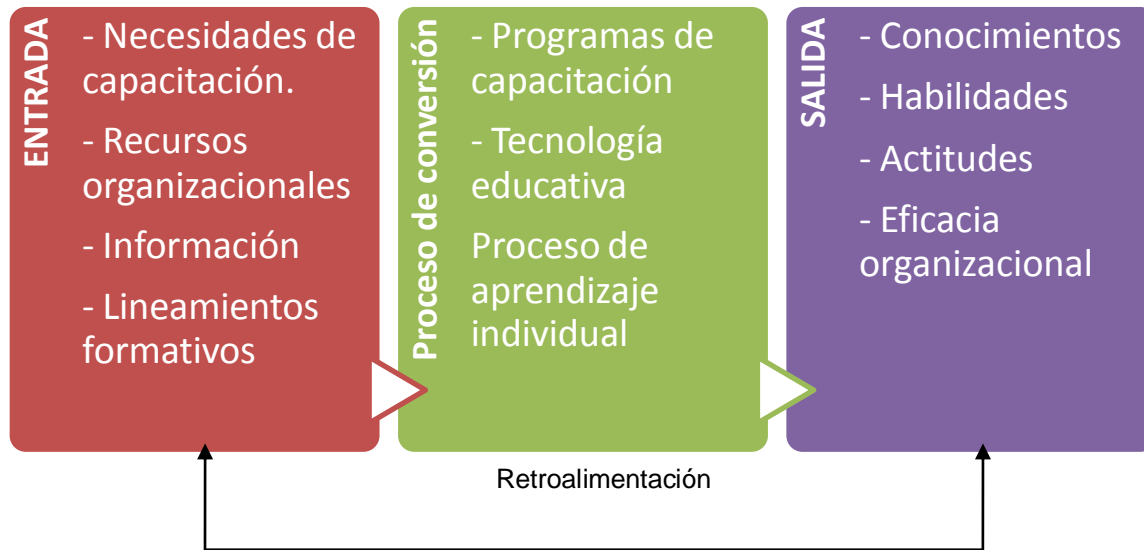 ENTRADA
- Necesidades de
capacitación.
- Recursos
organizacionales
- Información
- Lineamientos
formativos
Proceso de conversión
- Programas de
capacitación
- Tecnología
educativa
Proceso de
aprendizaje
individual
SALIDA
- Conocimientos
- Habilidades
- Actitudes
- Eficacia
organizacional
Retroalimentación